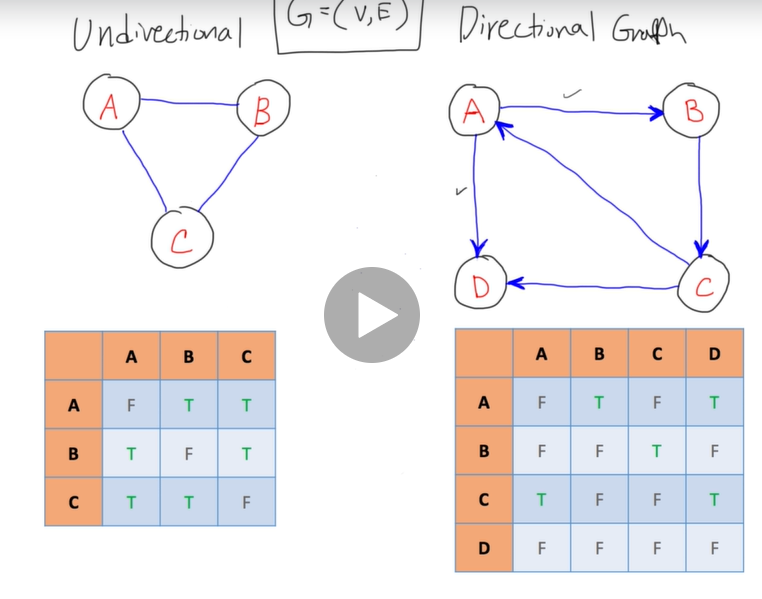 Undirectional
G=(V,E)
Directional Graph
A
B
C
A
B
D
C
A B C
A F T T
B T F T
C T T F
A B C D
A F T F T
B F F T F
C T F F T
D F F F F